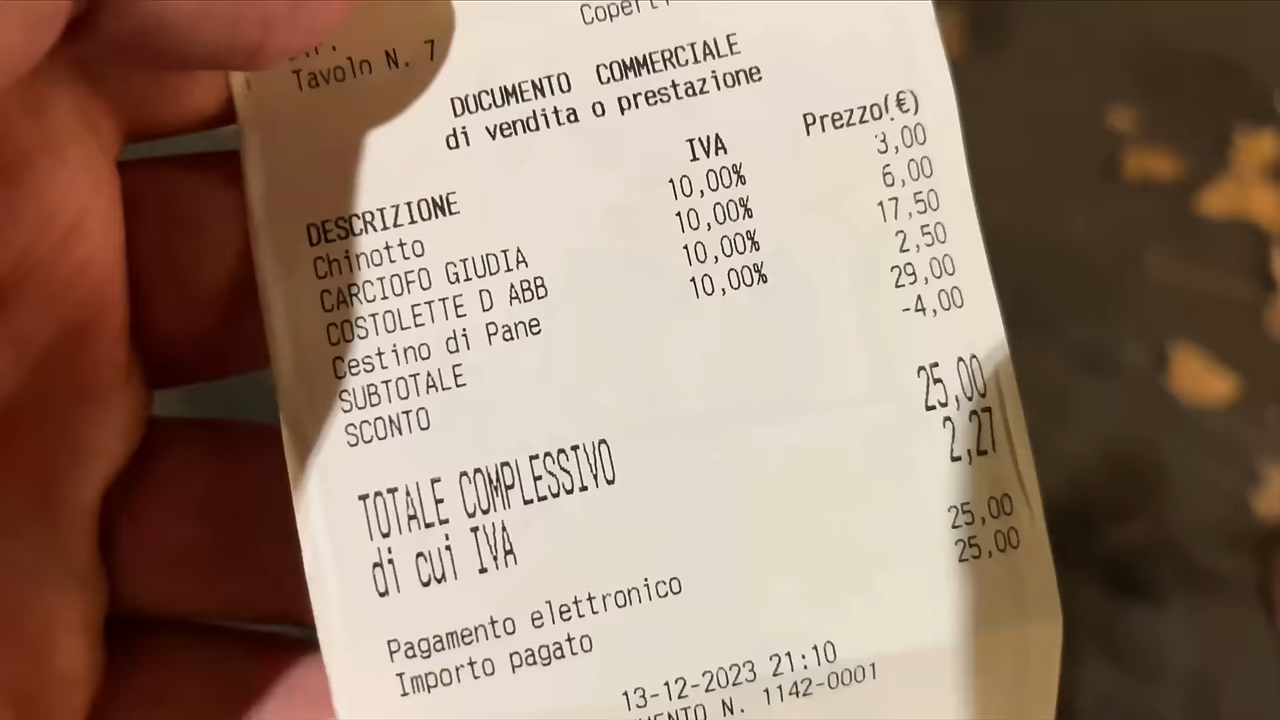 Tavolo N. 7
DOCUMENTO COMMERCIALE
di vendita o prestazione
DESCRIZIONE IVA Prezzo(€)
Chinotto 10,00% 3,00
CARCIOFO GIUDIA 10,00% 6,00
COSTOLETTE D ABB 10,00% 17,50
Cestino di Pane 10,00% 2,50
SUBTOTALE 29,00
SCONTO -4,00
TOTALE COMPLESSIVO 25,00
di cui IVA 2,27
Pagamento elettronico 25,00
Importo pagato 25,00
13-12-2023 21:10
N. 1142-0001